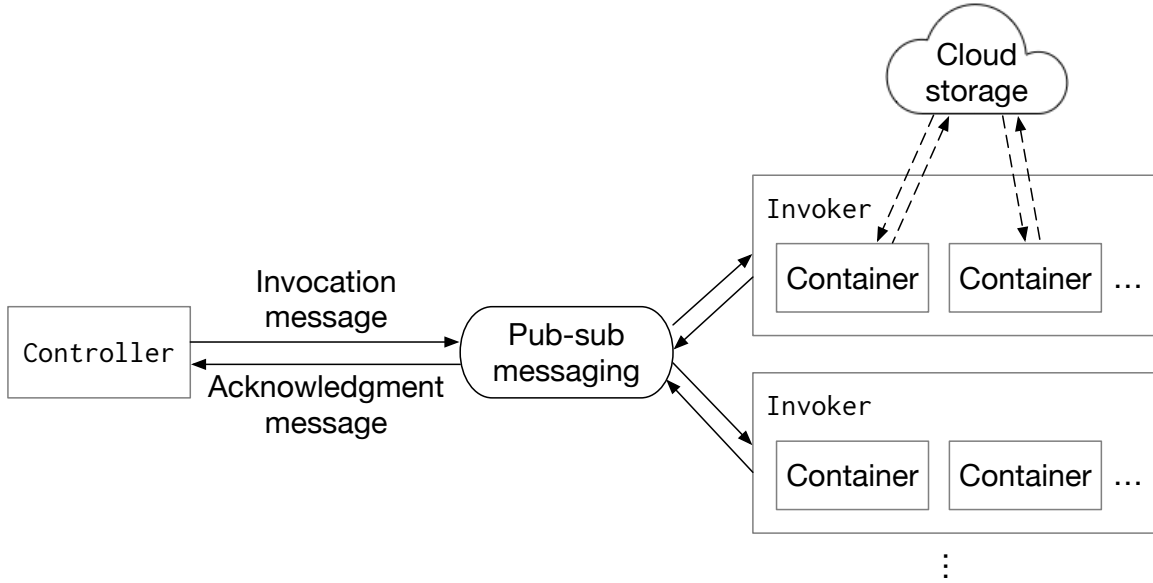 Cloud
storage
Invoker
Container
Container
...
Invocation
message
Controller
Pub-sub
messaging
Acknowledgment
message
Invoker
Container
Container
...
⋮